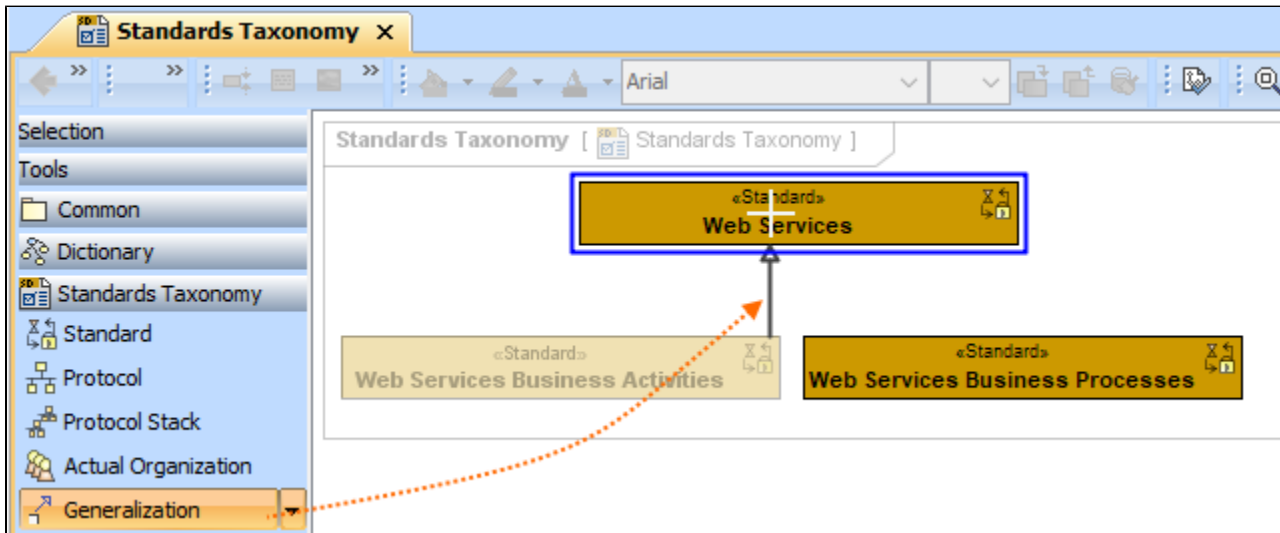 Standards Taxonomy
Arial
Selection
Tools
Common
Dictionary
Standards Taxonomy
Standard
Protocol
Protocol Stack
Actual Organization
Generalization
Standards Taxonomy [ Standards Taxonomy ]
«Standard»
Web Services
«Standard»
Web Services Business Activities
«Standard»
Web Services Business Processes